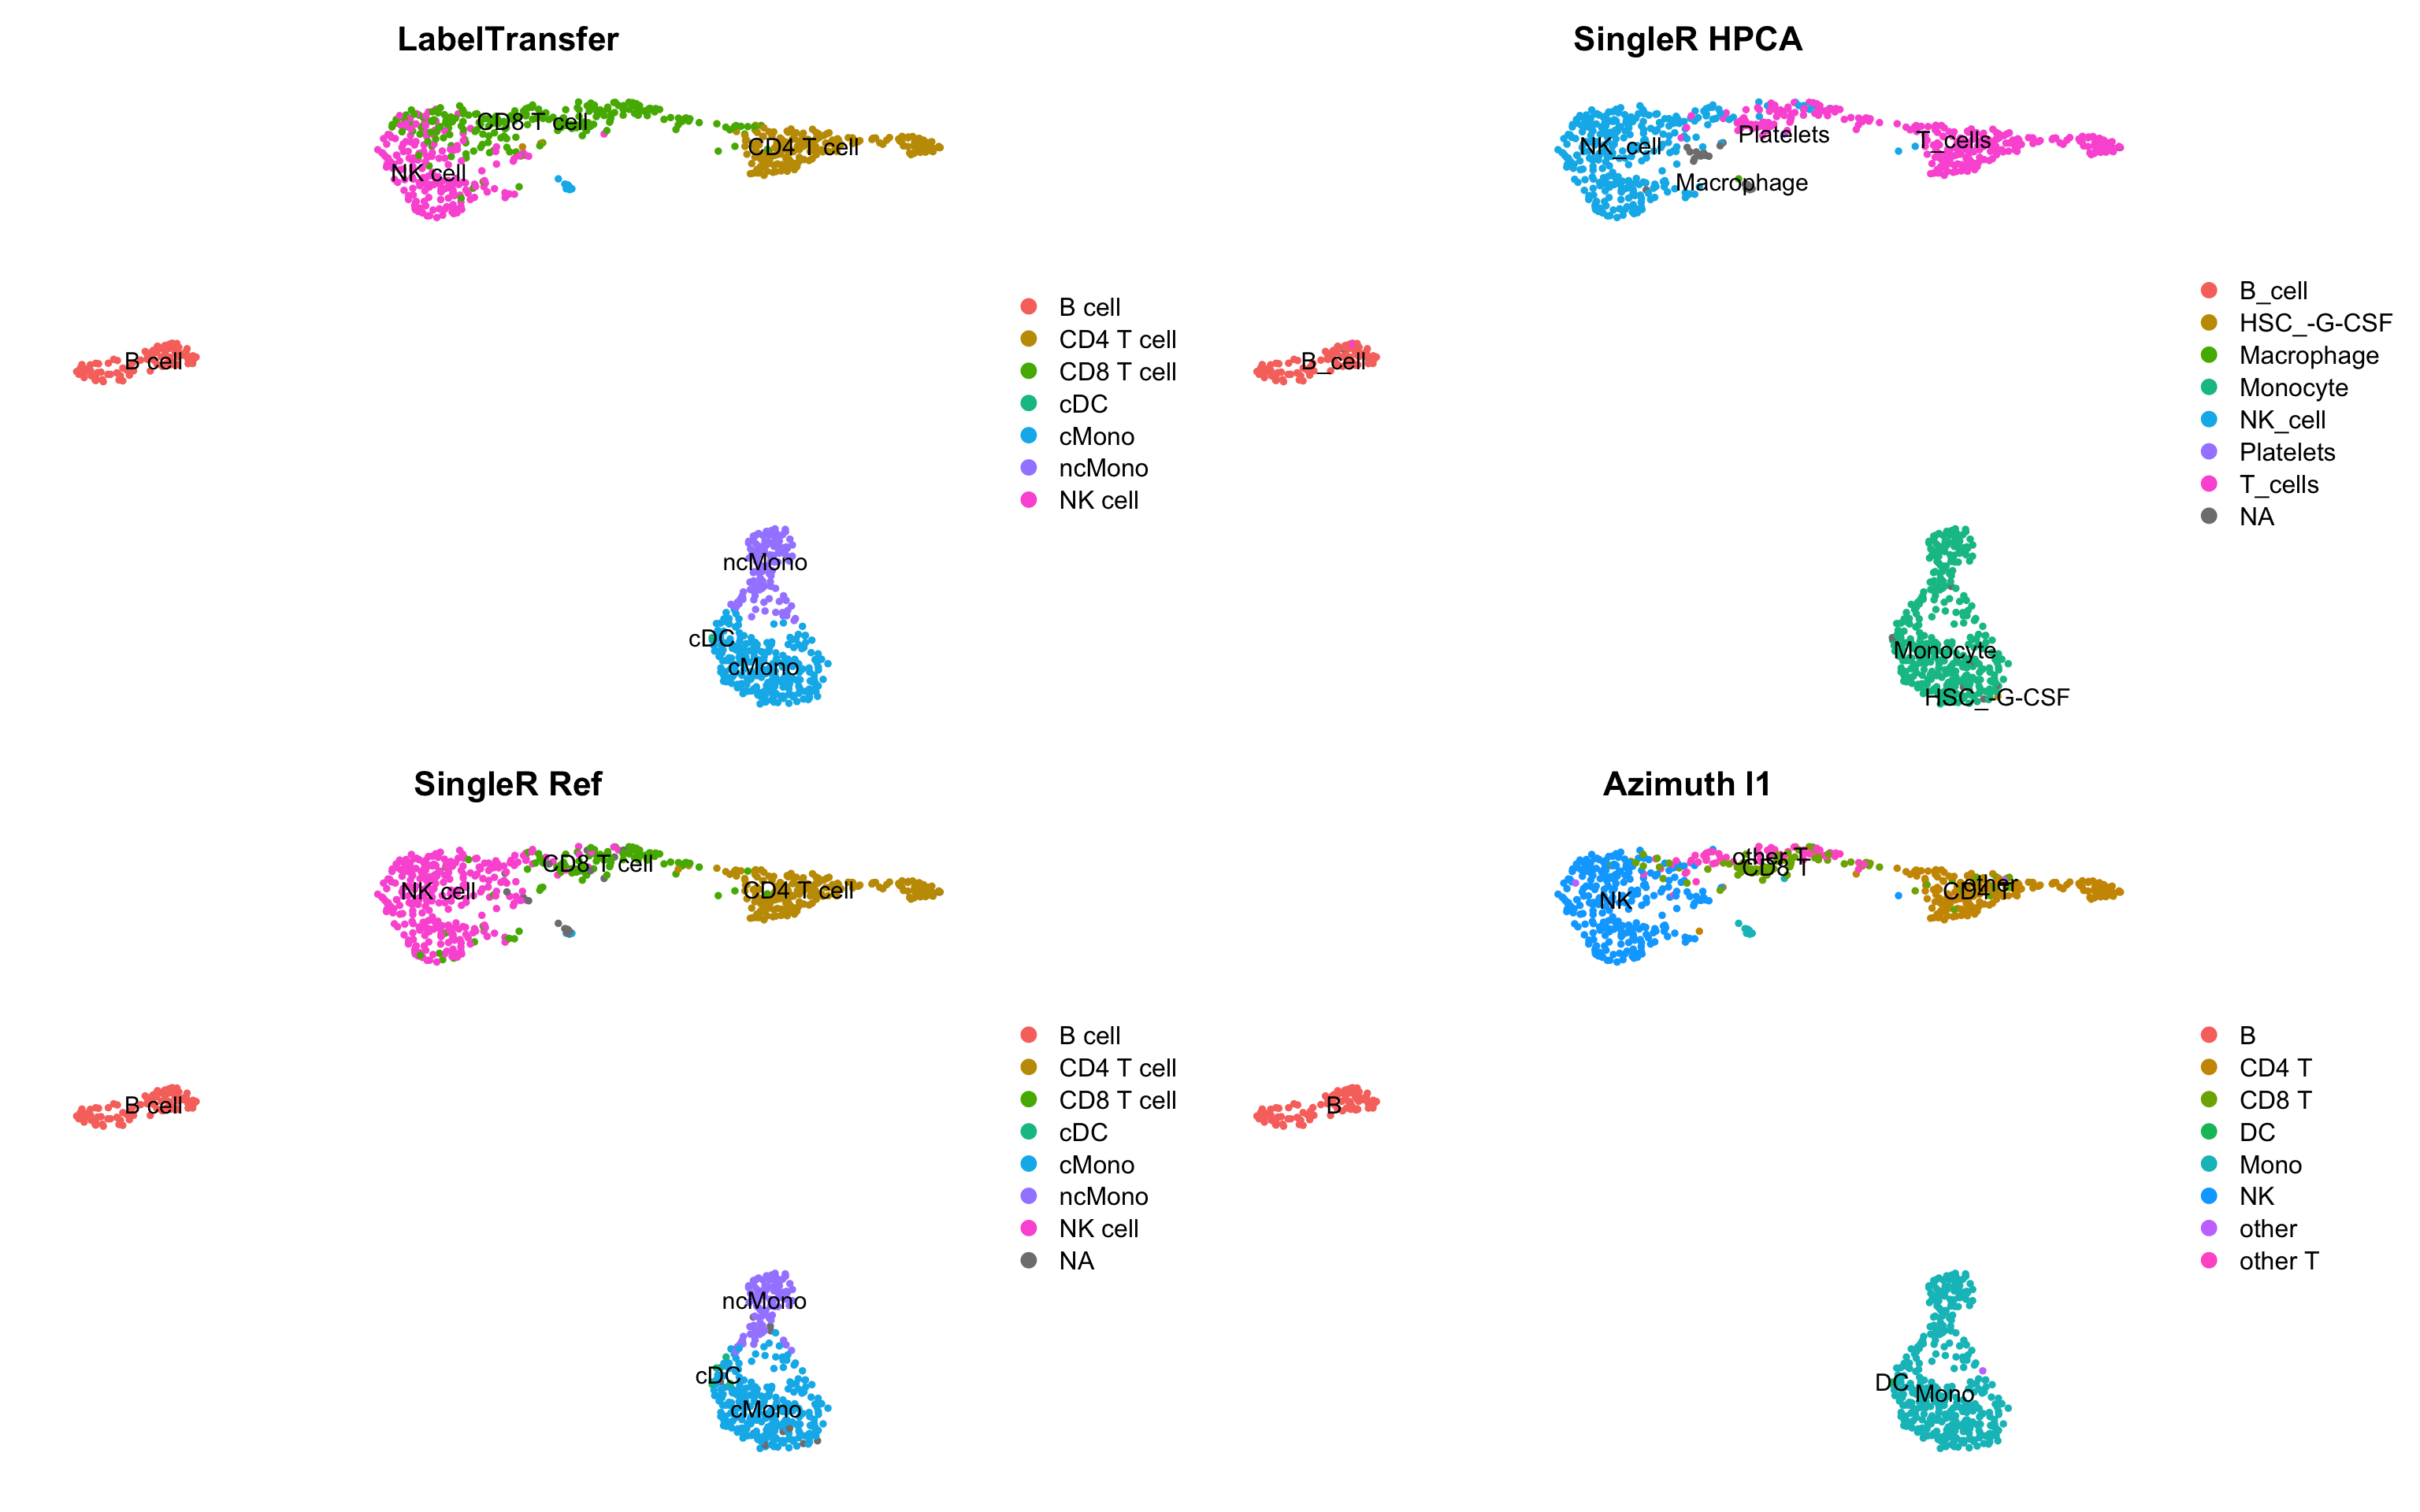 LabelTransfer
CD8 T cell
CD4 T cell
NK cell
B cell
ncMono
cDC
cMono
B cell
CD4 T cell
CD8 T cell
cDC
cMono
ncMono
NK cell
SingleR HPCA
Platelets
T_cells
NK_cell
Macrophage
B_cell
Monocyte
HSC_-G-CSF
B_cell
HSC_-G-CSF
Macrophage
Monocyte
NK_cell
Platelets
T_cells
NA
SingleR Ref
CD8 T cell
NK cell
CD4 T cell
B cell
ncMono
cDC
cMono
B cell
CD4 T cell
CD8 T cell
cDC
cMono
ncMono
NK cell
NA
Azimuth l1
other T
CD8 T
other
CD4 T
NK
B
DC
Mono
B
CD4 T
CD8 T
DC
Mono
NK
other
other T